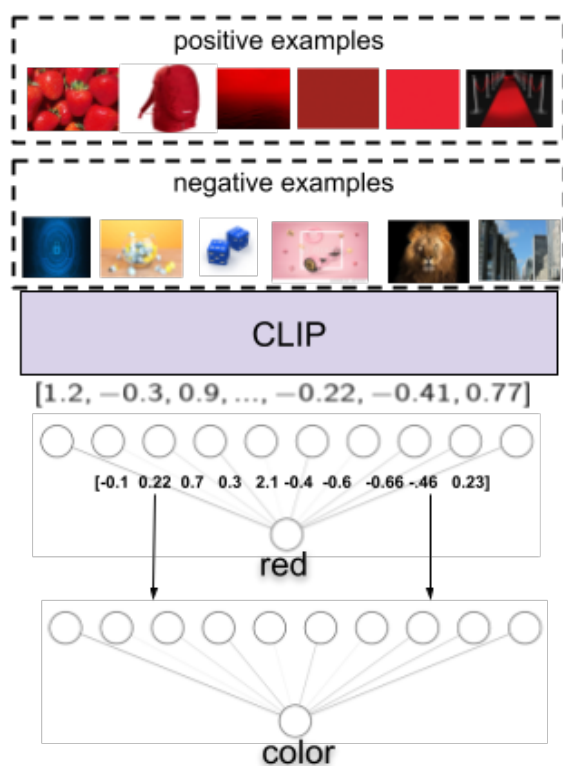 positive examples
negative examples
CLIP
[1.2, −0.3, 0.9, ..., −0.22, −0.41, 0.77]
[-0.1 0.22 0.7 0.3 2.1 -0.4 -0.6 -0.66 -.46 0.23]
red
color